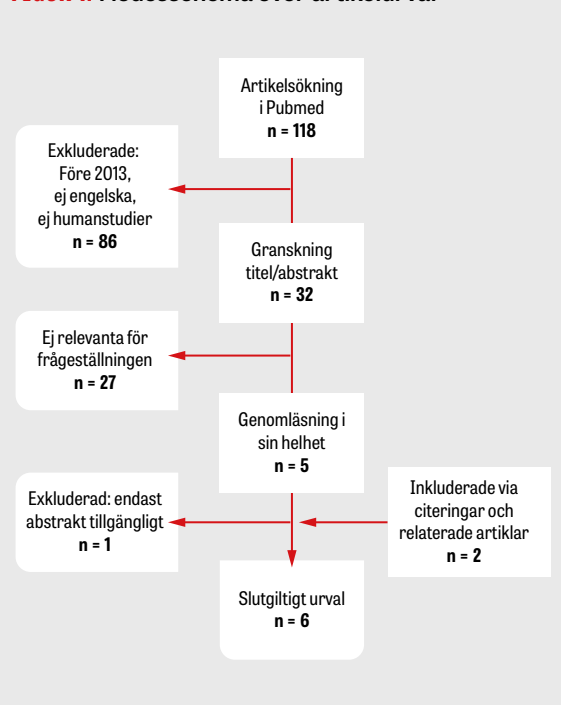 Artikelsökning
i Pubmed
n = 118
Exkluderade:
Före 2013,
ej engelska,
ej humanstudier
n = 86
Granskning
titel/abstrakt
n = 32
Ej relevanta för
frågeställningen
n = 27
Genomläsning i
sin helhet
n = 5
Exkluderad: endast
abstrakt tillgängligt
n = 1
Inkluderade via
citeringar och
relaterade artiklar
n = 2
Slutgiltigt urval
n = 6